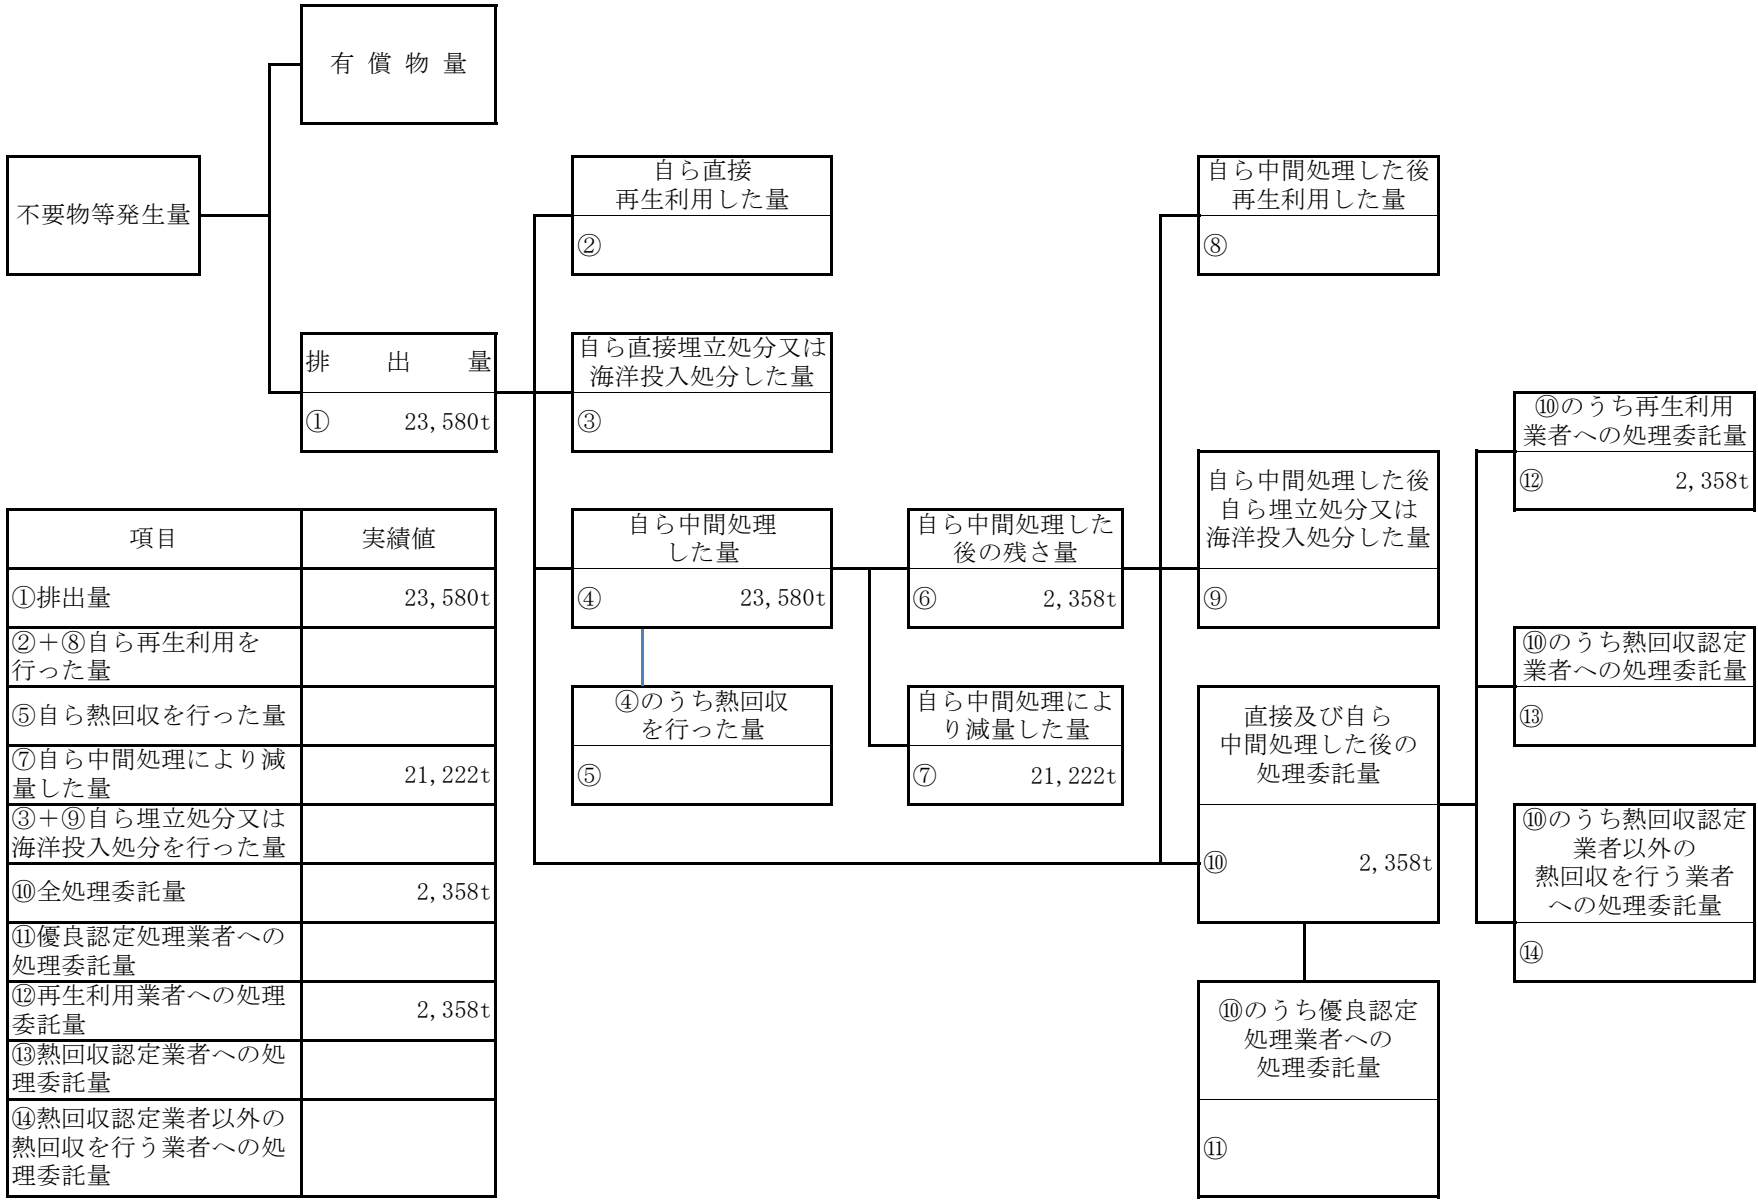 有償物量
不要物等発生量
排出量
① 23,580t
自ら直接
再生利用した量
②
自ら直接埋立処分又は
海洋投入処分した量
③
自ら中間処理
した量
④ 23,580t
④のうち熱回収
を行った量
⑤
自ら中間処理した
後の残さ量
⑥ 2,358t
自ら中間処理によ
り減量した量
⑦ 21,222t
自ら中間処理した後
再生利用した量
⑧
自ら中間処理した後
自ら埋立処分又は
海洋投入処分した量
⑨
直接及び自ら
中間処理した後の
処理委託量
⑩ 2,358t
⑩のうち優良認定
処理業者への
処理委託量
⑪
⑩のうち再生利用
業者への処理委託量
⑫ 2,358t
⑩のうち熱回収認定
業者への処理委託量
⑬
⑩のうち熱回収認定
業者以外の
熱回収を行う業者
への処理委託量
⑭
項目 実績値
①排出量 23,580t
②+⑧自ら再生利用を
行った量
⑤自ら熱回収を行った量
⑦自ら中間処理により減
量した量 21,222t
③+⑨自ら埋立処分又は
海洋投入処分を行った量
⑩全処理委託量 2,358t
⑪優良認定処理業者への
処理委託量
⑫再生利用業者への処理
委託量 2,358t
⑬熱回収認定業者への処
理委託量
⑭熱回収認定業者以外の
熱回収を行う業者への処
理委託量